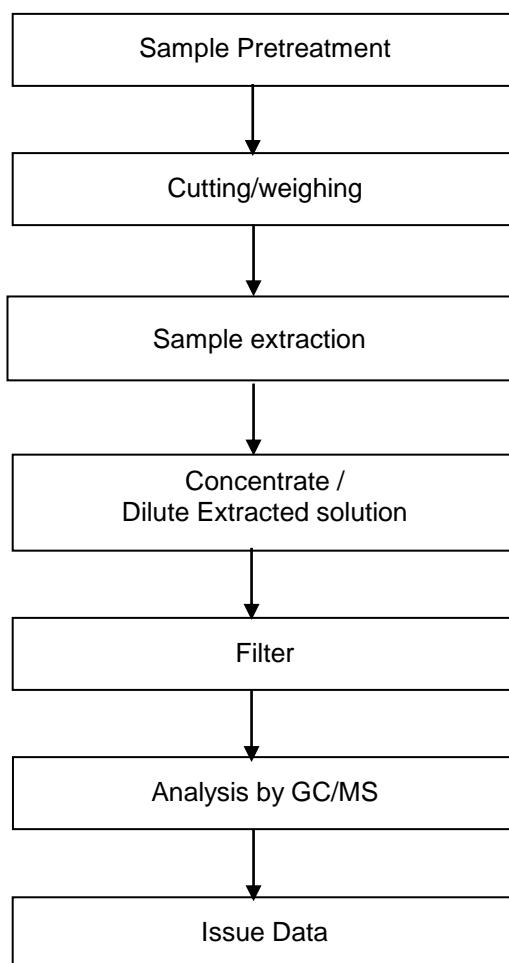 Sample Pretreatment
Cutting/weighing
Sample extraction
Concentrate /
Dilute Extracted solution
Filter
Analysis by GC/MS
Issue Data